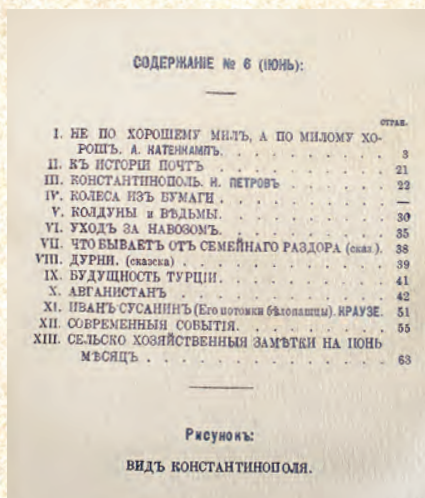 СОДЕРЖАНІЕ № 6 (ІЮНЬ):
СТРАН.
I. НЕ ПО ХОРОШЕМУ МИЛЪ, А ПО МИЛОМУ ХО-
РОШЪ. А. КАТЕНКАМПЪ. . . . . . . . . 3
II. КЪ ИСТОРІИ ПОЧТЪ . . . . . . . . . 21
III. КОНСТАНТИНОПОЛЬ. И. ПЕТРОВЪ . . . . . . 22
IV. КОЛЕСА ИЗЪ БУМАГИ . . . . . . . . . —
V. КОЛДУНЫ и ВѢДЬМЫ. . . . . . . . . 30
VI. УХОДЪ ЗА НАВОЗОМЪ. . . . . . . . . 35
VII. ЧТО БЫВАЕТЪ ОТЪ СЕМЕЙНАГО РАЗДОРА (сказ.). 38
VIII. ДУРНИ. (сказска) . . . . . . . . . 39
IX. БУДУЩНОСТЬ ТУРЦІИ. . . . . . . . . 41
X. АВГАНИСТАНЪ . . . . . . . . . 42
XI. ИВАНЪ СУСАНИНЪ (Его потомки бѣлопашцы). КРАУЗЕ. 51
XII. СОВРЕМЕННЫЯ СОБЫТІЯ. . . . . . . . . 55
XIII. СЕЛЬСКО ХОЗЯЙСТВЕННЫЯ ЗАМѢТКИ НА ІЮНЬ
МѢСЯЦЪ . . . . . . . . . 63
Рисунокъ:
ВИДЪ КОНСТАНТИНОПОЛЯ.